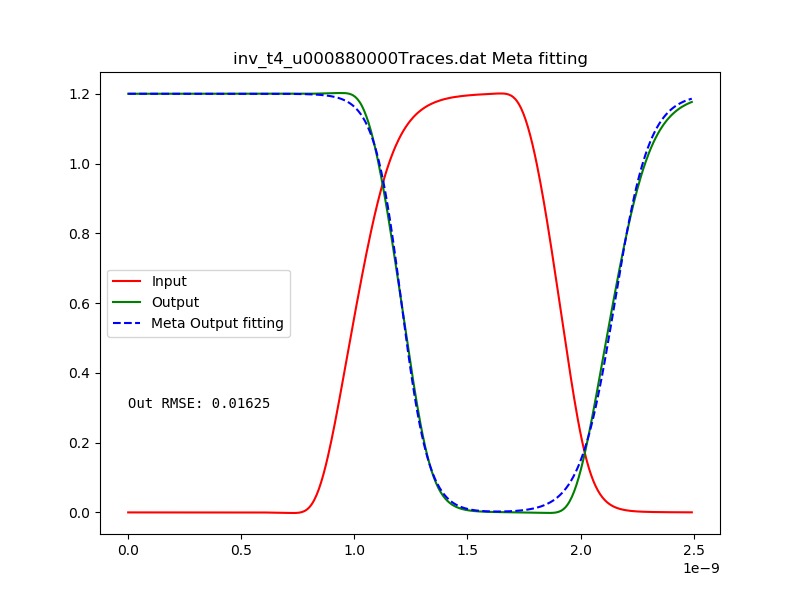 inv_t4_u000880000Traces.dat Meta fitting
1.2
1.0
0.8
0.6
0.4
0.2
0.0
Input
Output
Meta Output fitting
Out RMSE: 0.01625
0.0 0.5 1.0 1.5 2.0 2.5
1e−9